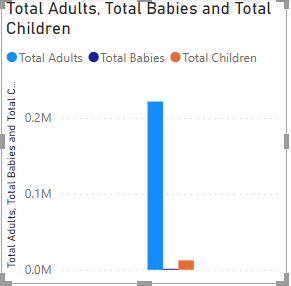 Total Adults, Total Babies and Total
Children
Total Adults Total Babies Total Children
Total Adults, Total Babies and Total C...
0.2M
0.1M
0.0M